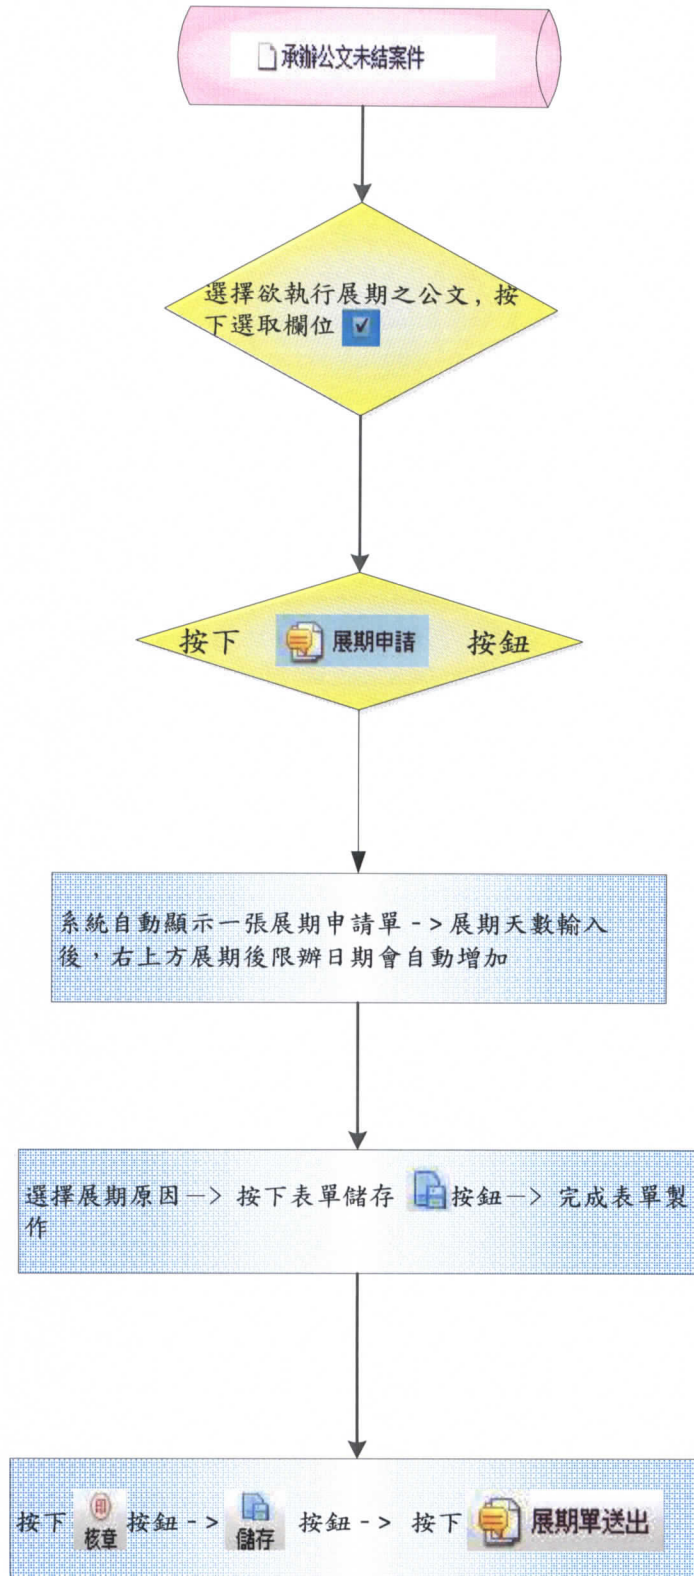 承辦公文未結案件
選擇欲執行展期之公文, 按
下選取欄位
按下 展期申請 按鈕
系統自動顯示一張展期申請單 -> 展期天數輸入
後，右上方展期後限辦日期會自動增加
選擇展期原因 —> 按下表單儲存 按鈕 —> 完成表單製
作
按下 印 核章 按鈕 -> 儲存 按鈕 -> 按下 展期單送出